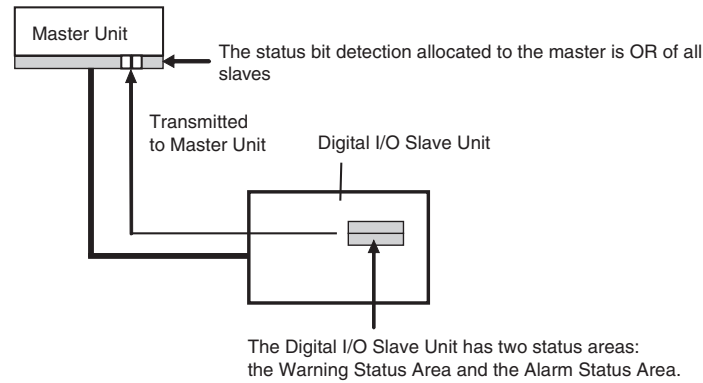 Master Unit
The status bit detection allocated to the master is OR of all
slaves
Transmitted
to Master Unit
Digital I/O Slave Unit
The Digital I/O Slave Unit has two status areas:
the Warning Status Area and the Alarm Status Area.